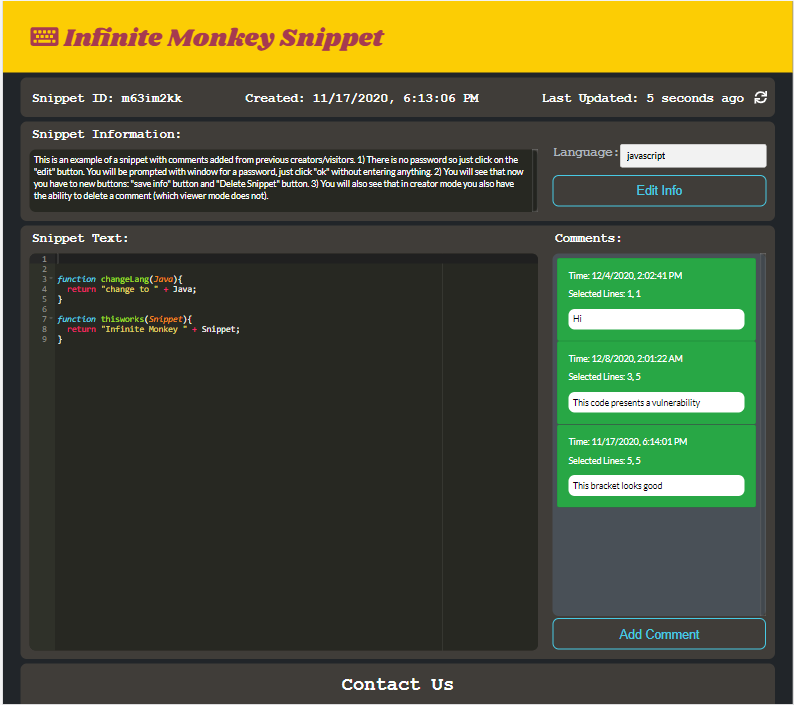 Infinite Monkey Snippet
Snippet ID: m63im2kk
Created: 11/17/2020, 6:13:06 PM
Last Updated: 5 seconds ago
Snippet Information:
This is an example of a snippet with comments added from previous creators/visitors. 1) There is no password so just click on the
"edit" button. You will be prompted with window for a password, just click "ok" without entering anything. 2) You will see that now
you have to new buttons: "save info" button and "Delete Snippet" button. 3) You will also see that in creator mode you also have
the ability to delete a comment (which viewer mode does not).
Language:
javascript
Edit Info
Snippet Text:
1
2
3 function changeLang(Java){
4 return "change to " + Java;
5 }
6
7 function thisworks(Snippet){
8 return "Infinite Monkey " + Snippet;
9 }
Comments:
Time: 12/4/2020, 2:02:41 PM
Selected Lines: 1, 1
Hi
Time: 12/8/2020, 2:01:22 AM
Selected Lines: 3, 5
This code presents a vulnerability
Time: 11/17/2020, 6:14:01 PM
Selected Lines: 5, 5
This bracket looks good
Add Comment
Contact Us